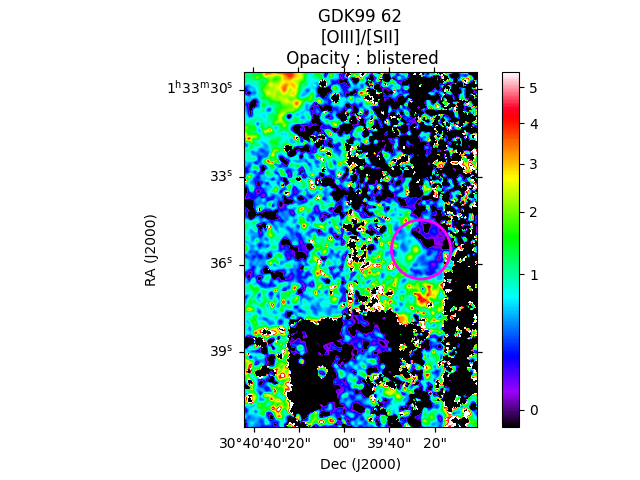 GDK99 62
[OIII]/[SII]
Opacity : blistered
1h33m30s
33s
36s
39s
RA (J2000)
30°40'40"20" 00" 39'40" 20"
Dec (J2000)
5
4
3
2
1
0